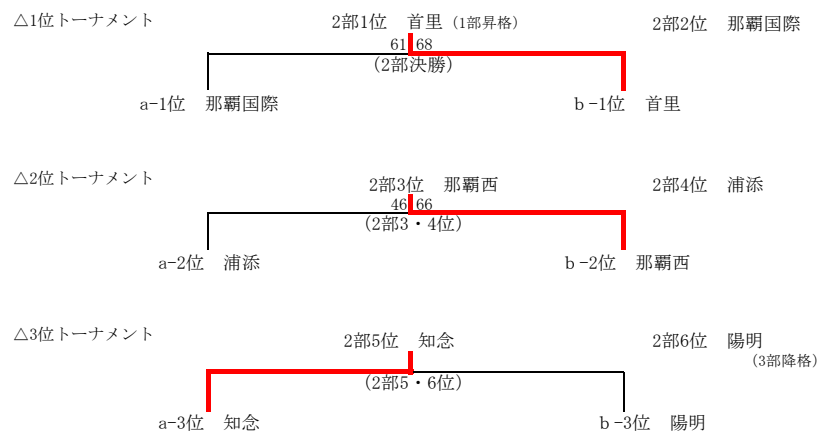 △1位トーナメント
2部1位　首里（1部昇格）
2部2位　那覇国際
61 68
(2部決勝)
a-1位　那覇国際
b-1位　首里
△2位トーナメント
2部3位　那覇西
2部4位　浦添
46 66
(2部3・4位)
a-2位　浦添
b-2位　那覇西
△3位トーナメント
2部5位　知念
2部6位　陽明
（3部降格）
(2部5・6位)
a-3位　知念
b-3位　陽明